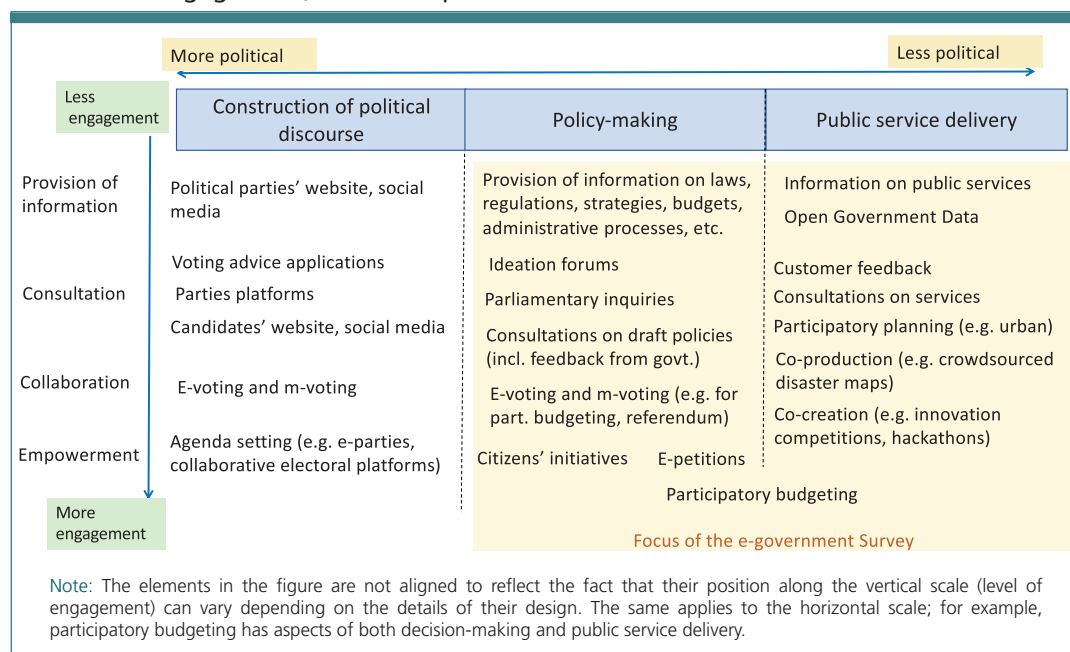 More political
Less political
Less
engagement
Construction of political
discourse
Policy-making
Public service delivery
Provision of
information
Political parties’ website, social
media
Provision of information on laws,
regulations, strategies, budgets,
administrative processes, etc.
Information on public services
Open Government Data
Voting advice applications
Ideation forums
Customer feedback
Consultation
Parties platforms
Parliamentary inquiries
Consultations on services
Candidates’ website, social media
Consultations on draft policies
(incl. feedback from govt.)
Participatory planning (e.g. urban)
Collaboration
E-voting and m-voting
E-voting and m-voting (e.g. for
part. budgeting, referendum)
Co-production (e.g. crowdsourced
disaster maps)
Co-creation (e.g. innovation
competitions, hackathons)
Empowerment
Agenda setting (e.g. e-parties,
collaborative electoral platforms)
Citizens’ initiatives
E-petitions
Participatory budgeting
More
engagement
Focus of the e-government Survey
Note: The elements in the figure are not aligned to reflect the fact that their position along the vertical scale (level of
engagement) can vary depending on the details of their design. The same applies to the horizontal scale; for example,
participatory budgeting has aspects of both decision-making and public service delivery.